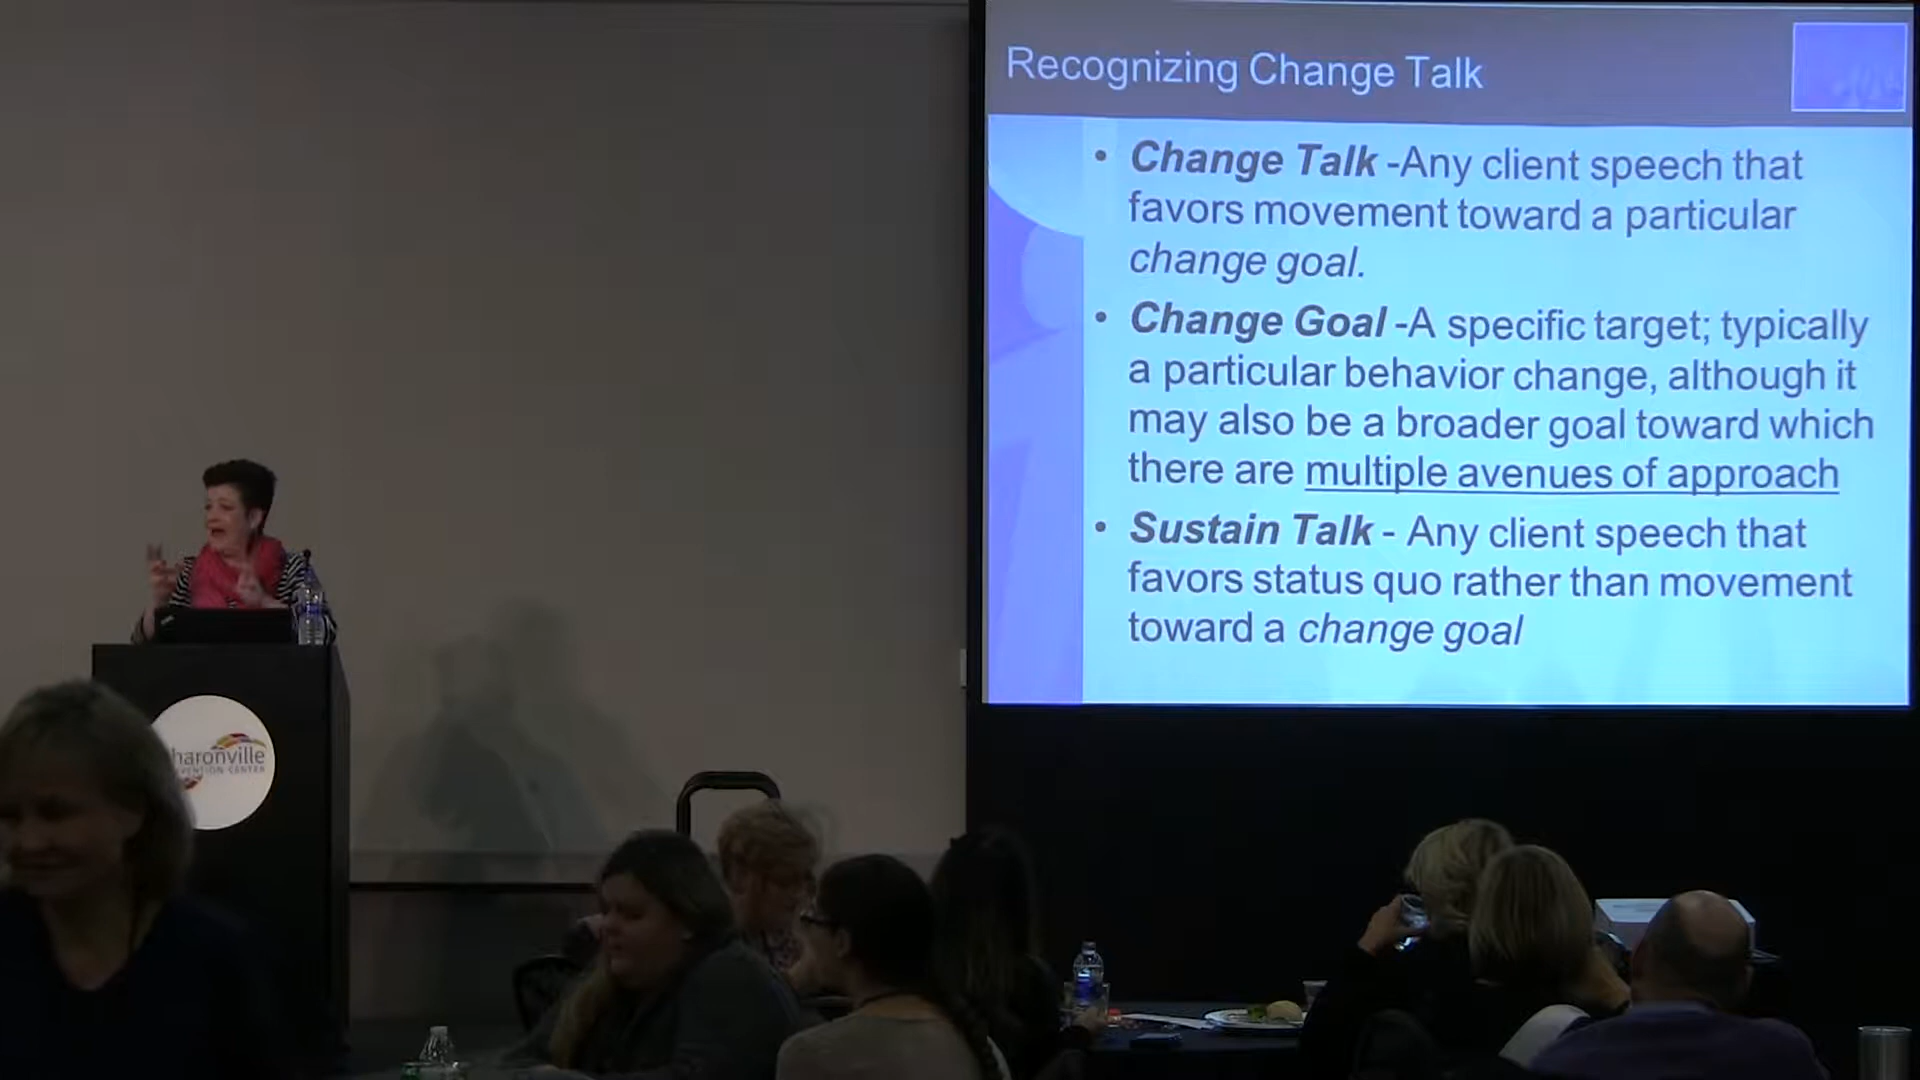 Recognizing Change Talk
• Change Talk -Any client speech that
favors movement toward a particular
change goal.
• Change Goal -A specific target; typically
a particular behavior change, although it
may also be a broader goal toward which
there are multiple avenues of approach
• Sustain Talk - Any client speech that
favors status quo rather than movement
toward a change goal
haronville
VENTION CENTER